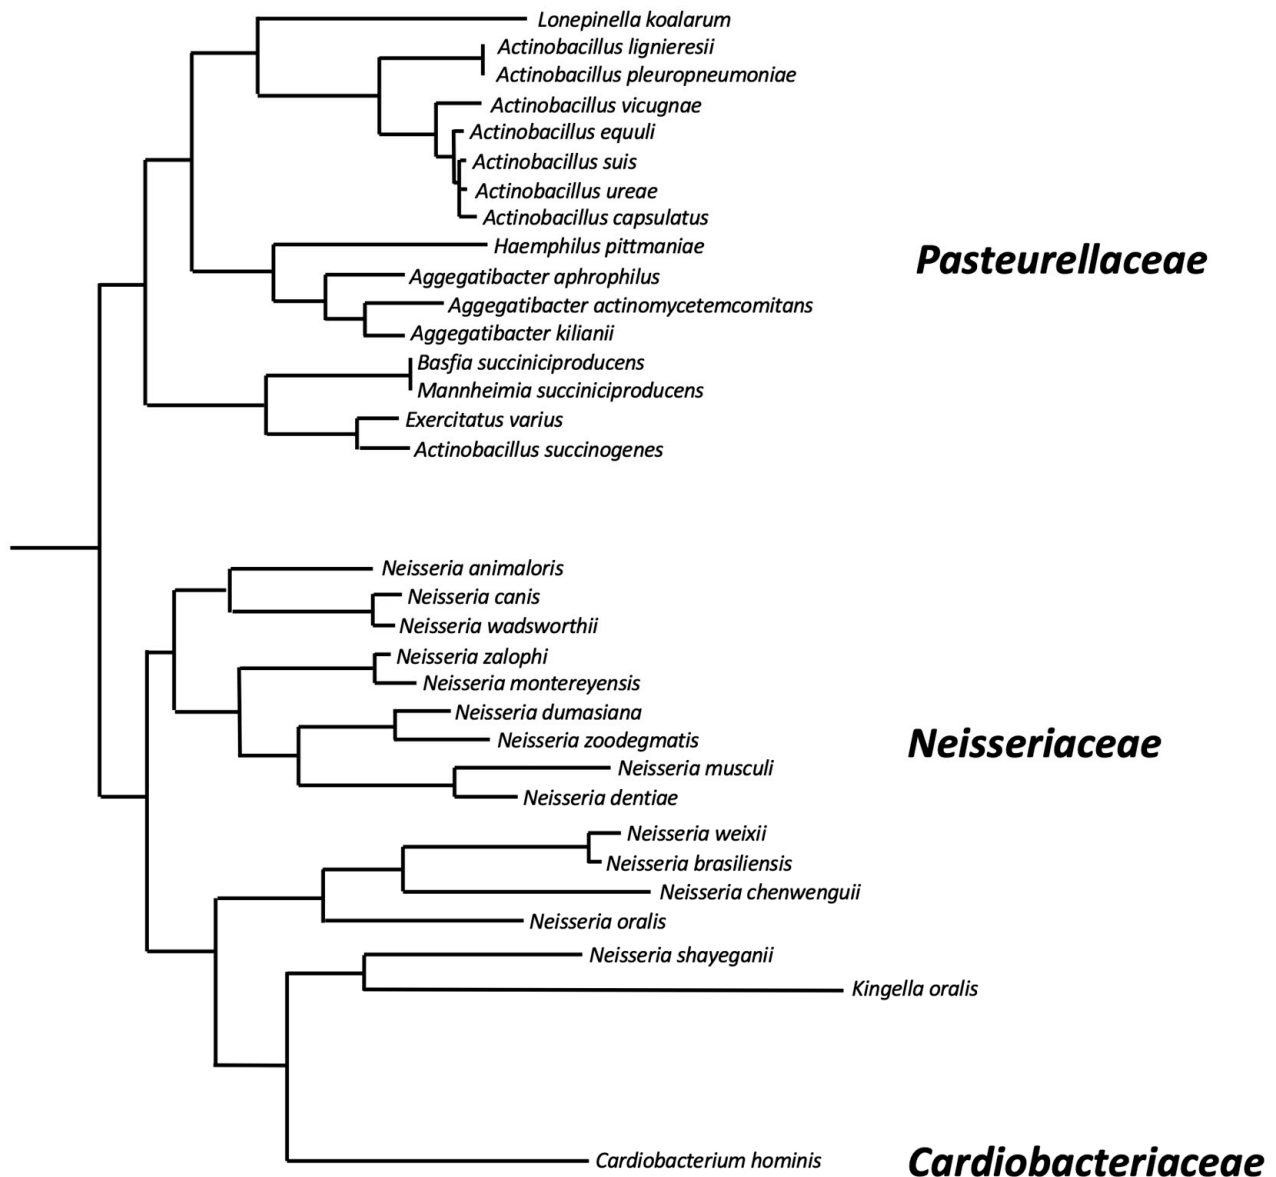 Lonepinella koalarum
Actinobacillus lignieresii
Actinobacillus pleuropneumoniae
Actinobacillus vicugnae
Actinobacillus equuli
Actinobacillus suis
Actinobacillus ureae
Actinobacillus capsulatus
Haemphilus pittmaniae
Pasteurellaceae
Aggegatibacter aphrophilus
Aggegatibacter actinomycetemcomitans
Aggegatibacter kilianii
Basfia succiniciproducens
Mannheimia succiniciproducens
Exercitatus varius
Actinobacillus succinogenes
Neisseria animaloris
Neisseria canis
Neisseria wadsworthii
Neisseria zalophi
Neisseria montereyensis
Neisseria dumasiana
Neisseria zoodegmatis
Neisseriaceae
Neisseria musculi
Neisseria dentiae
Neisseria weixii
Neisseria brasiliensis
Neisseria chenwenguii
Neisseria oralis
Neisseria shayeganii
Kingella oralis
Cardiobacterium hominis
Cardiobacteriaceae